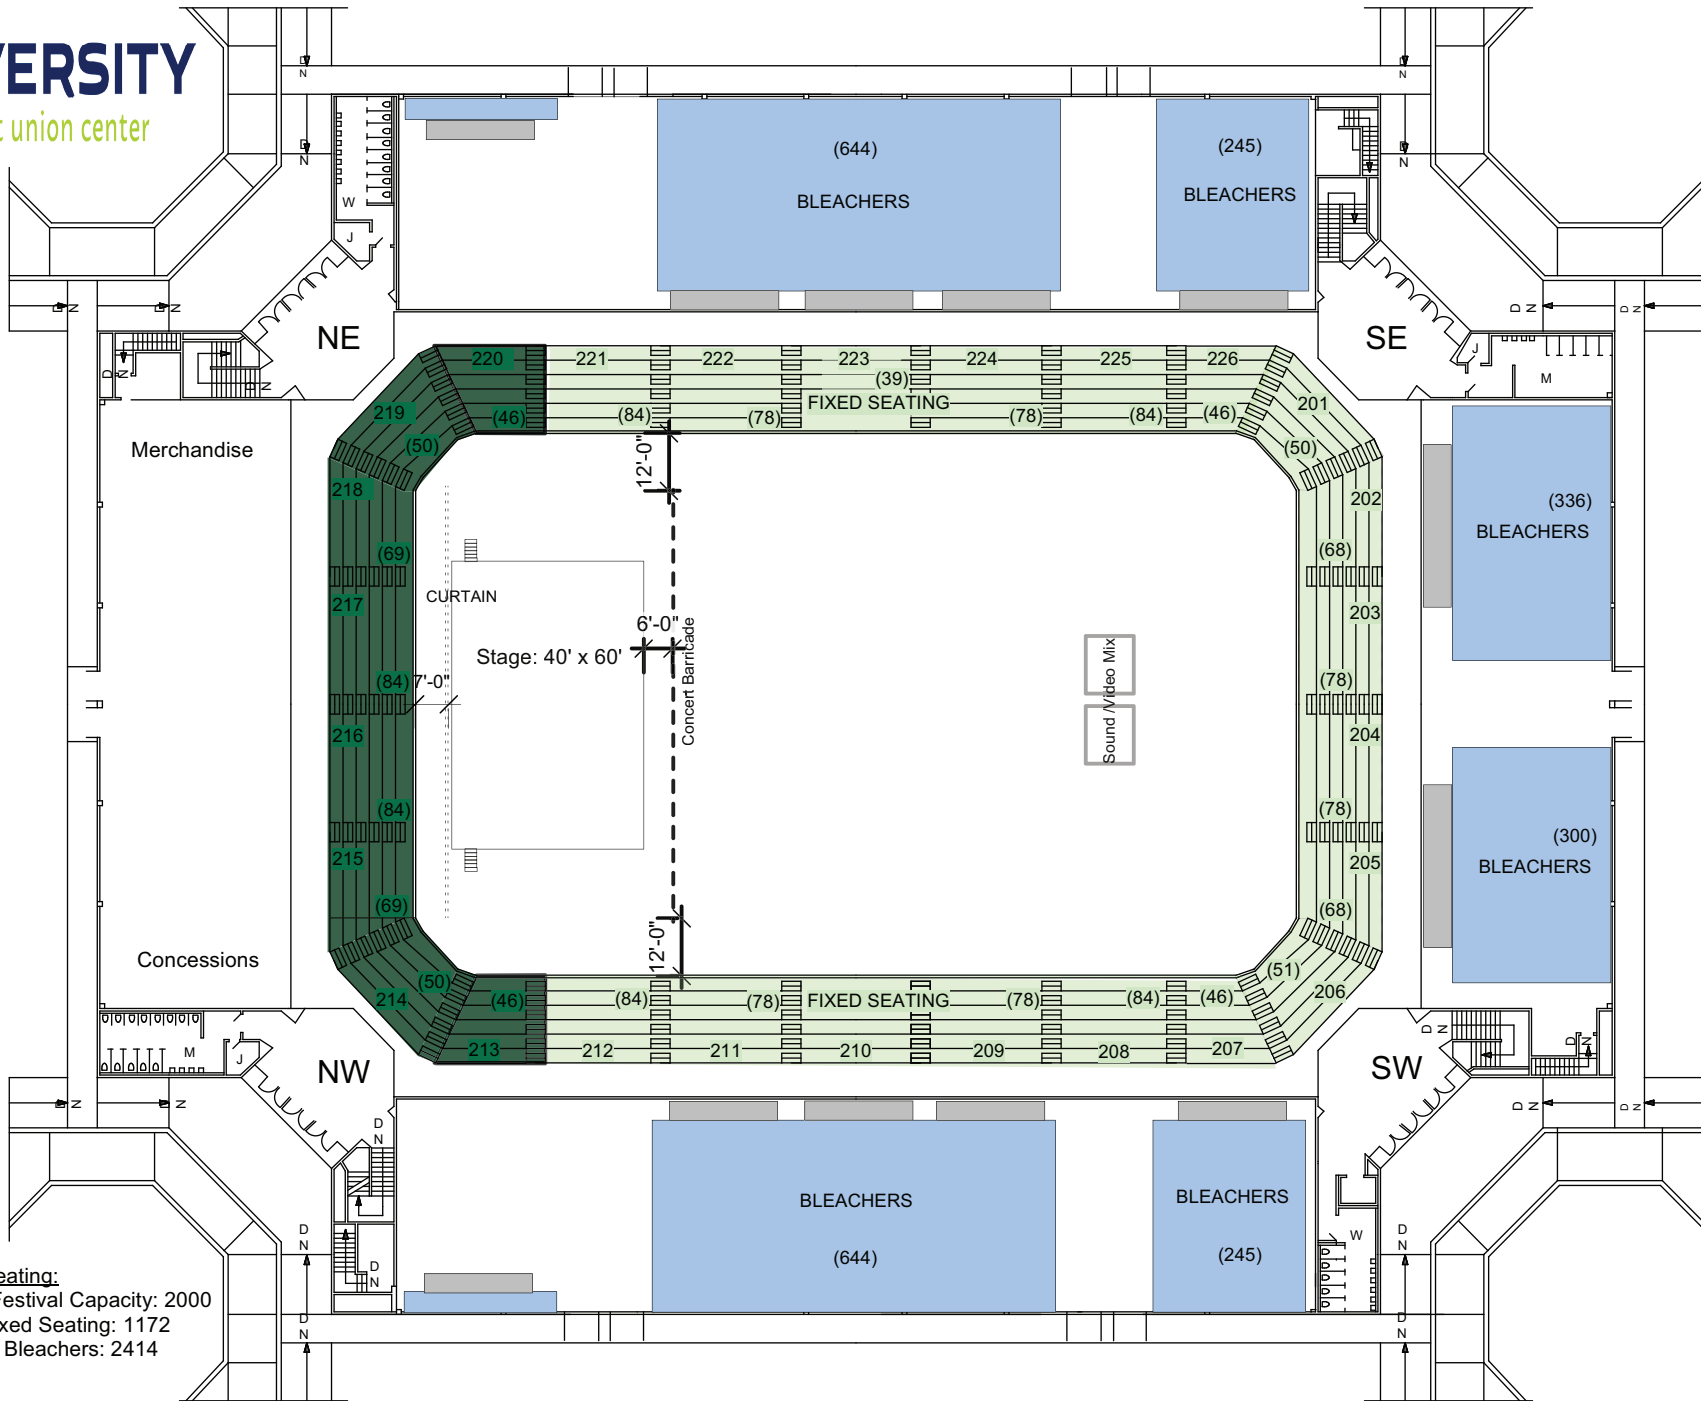 VERSITY
t union center
(644)
BLEACHERS
(245)
BLEACHERS
D N
D N
D N
D N
W
J
NE
SE
D N
D N
D N
D N
J
M
D N
D N
220
221
222
223
224
225
226
(39)
FIXED SEATING
(46)
(84)
(78)
(78)
(84)
(46)
219
(50)
201
(50)
Merchandise
218
(69)
202
(68)
12'-0"
(336)
BLEACHERS
217
(84)
203
(78)
CURTAIN
6'-0"
Stage: 40' x 60'
7'-0"
Concert Barricade
Sound /Video Mix
216
(84)
204
(78)
215
(69)
205
(68)
(300)
BLEACHERS
12'-0"
Concessions
214
(50)
(51)
206
(46)
(84)
(78)
FIXED SEATING
(78)
(84)
(46)
213
212
211
210
209
208
207
M
J
NW
SW
D N
D N
D N
D N
D N
D N
D N
D N
BLEACHERS
(644)
BLEACHERS
(245)
W
D N
D N
D N
D N
eating:
Festival Capacity: 2000
xed Seating: 1172
Bleachers: 2414